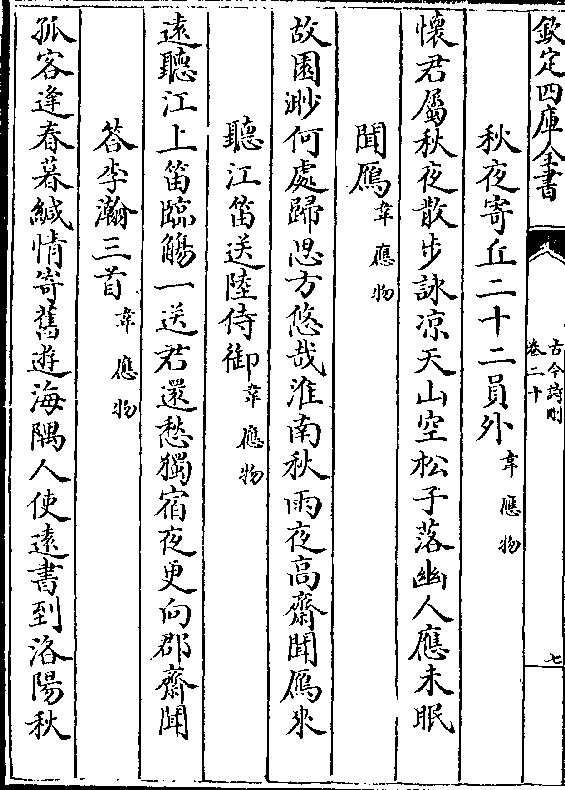 欽定四庫全書
古今詩刪
卷二十
七
秋夜寄丘二十二員外韋應物
懷君屬秋夜散步詠凉天山空松子落幽人應未眠
聞鴈韋應物
故園渺何處歸思方悠哉淮南秋雨夜高齋聞鴈來
聽江笛送陸侍御韋應物
遠聽江上笛臨觴一送君還愁獨宿夜更向郡齋聞
答李瀚三首韋應物
孤客逢春暮緘情寄舊遊海隅人使遠書到洛陽秋